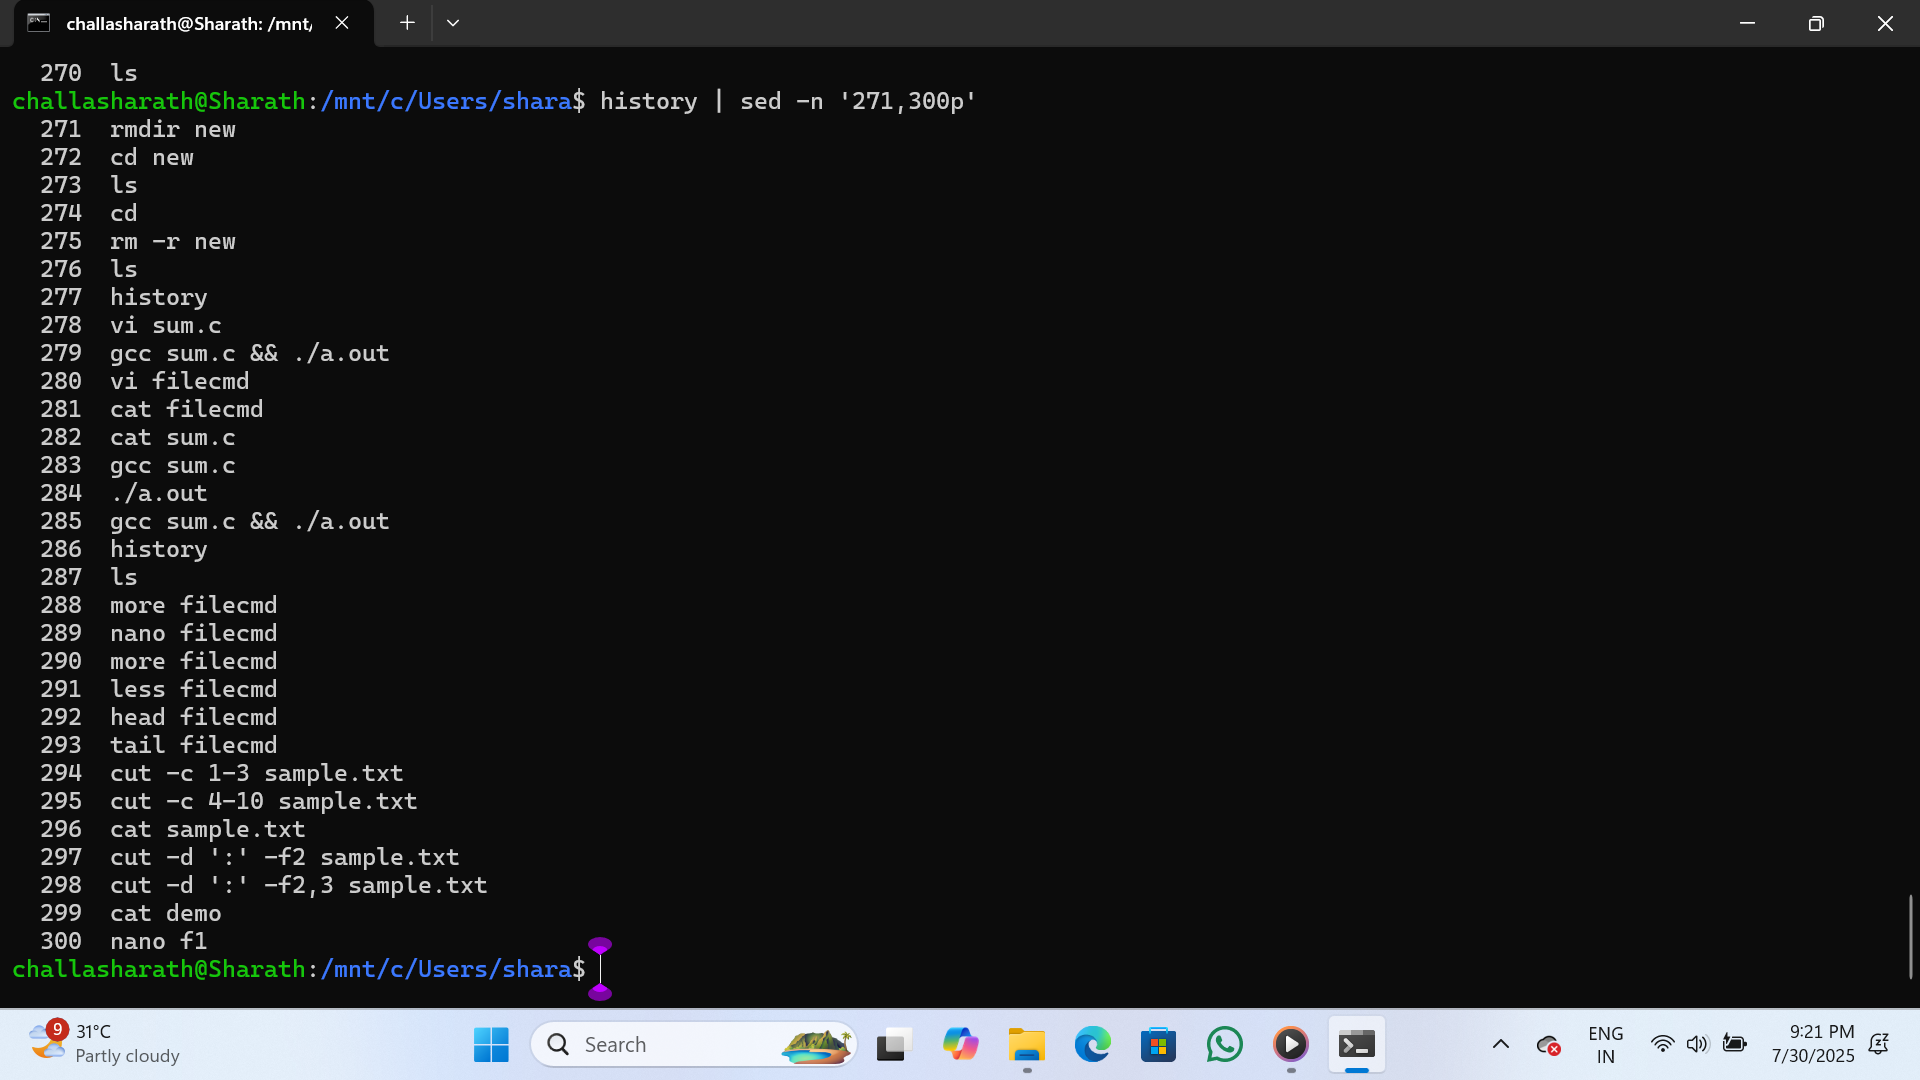 challasharath@Sharath: /mnt/
270 ls
challasharath@Sharath:/mnt/c/Users/shara$ history | sed -n '271,300p'
271 rmdir new
272 cd new
273 ls
274 cd
275 rm -r new
276 ls
277 history
278 vi sum.c
279 gcc sum.c && ./a.out
280 vi filecmd
281 cat filecmd
282 cat sum.c
283 gcc sum.c
284 ./a.out
285 gcc sum.c && ./a.out
286 history
287 ls
288 more filecmd
289 nano filecmd
290 more filecmd
291 less filecmd
292 head filecmd
293 tail filecmd
294 cut -c 1-3 sample.txt
295 cut -c 4-10 sample.txt
296 cat sample.txt
297 cut -d ':' -f2 sample.txt
298 cut -d ':' -f2,3 sample.txt
299 cat demo
300 nano f1
challasharath@Sharath:/mnt/c/Users/shara$
9 31°C
Partly cloudy
Search
ENG
IN
9:21 PM
7/30/2025